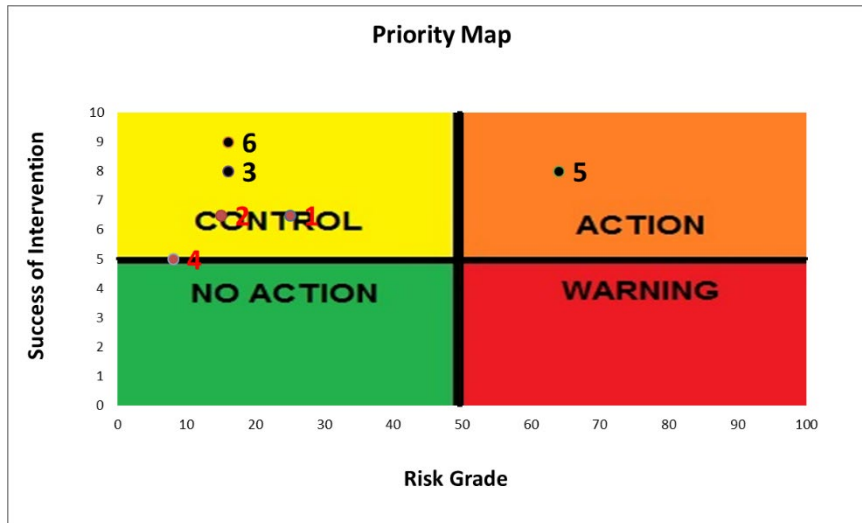 Priority Map
Success of Intervention
10
9
8
7
6
5
4
3
2
1
0
6
3
5
2
1
CONTROL
ACTION
4
NO ACTION
WARNING
0 10 20 30 40 50 60 70 80 90 100
Risk Grade